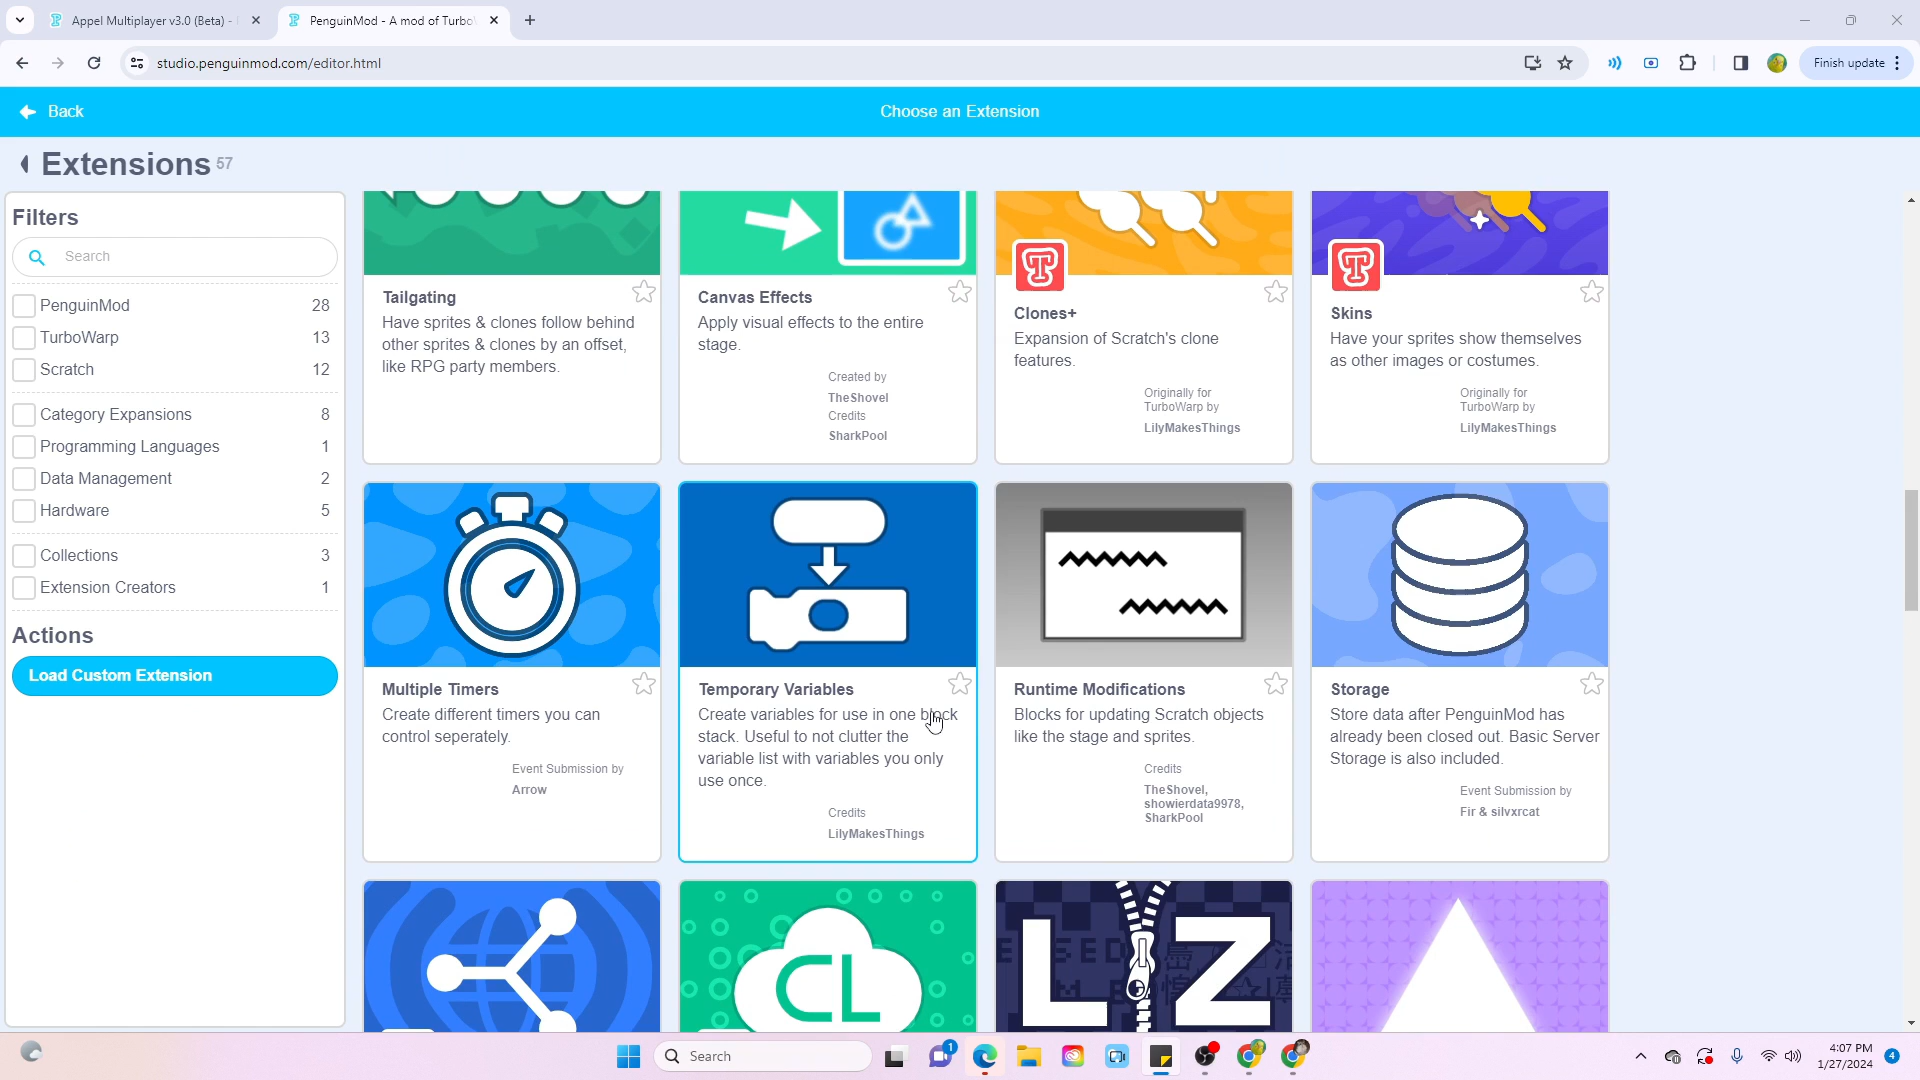 Appel Multiplayer v3.0 (Beta) -
PenguinMod - A mod of Turbo
studio.penguinmod.com/editor.html
Finish update
Back
Choose an Extension
Extensions 57
Filters
Search
PenguinMod 28
TurboWarp 13
Scratch 12
Category Expansions 8
Programming Languages 1
Data Management 2
Hardware 5
Collections 3
Extension Creators 1
Actions
Load Custom Extension
Tailgating
Have sprites & clones follow behind
other sprites & clones by an offset,
like RPG party members.
Canvas Effects
Apply visual effects to the entire
stage.
Created by
TheShovel
Credits
SharkPool
Clones+
Expansion of Scratch's clone
features.
Originally for
TurboWarp by
LilyMakesThings
Skins
Have your sprites show themselves
as other images or costumes.
Originally for
TurboWarp by
LilyMakesThings
Multiple Timers
Create different timers you can
control seperately.
Event Submission by
Arrow
Temporary Variables
Create variables for use in one block
stack. Useful to not clutter the
variable list with variables you only
use once.
Credits
LilyMakesThings
Runtime Modifications
Blocks for updating Scratch objects
like the stage and sprites.
Credits
TheShovel,
showierdata9978,
SharkPool
Storage
Store data after PenguinMod has
already been closed out. Basic Server
Storage is also included.
Event Submission by
Fir & silvxrcat
CL
LZ
Search
1
4:07 PM
1/27/2024
4